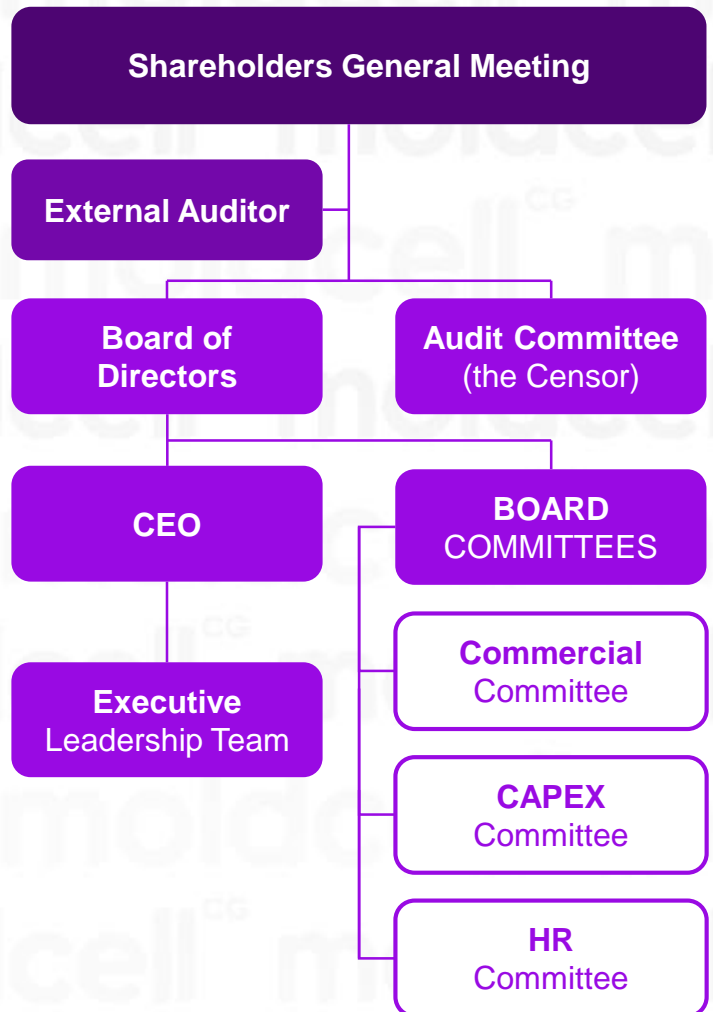 Shareholders General Meeting
External Auditor
Board of
Directors
Audit Committee
(the Censor)
CEO
BOARD
COMMITTEES
Executive
Leadership Team
Commercial
Committee
CAPEX
Committee
HR
Committee